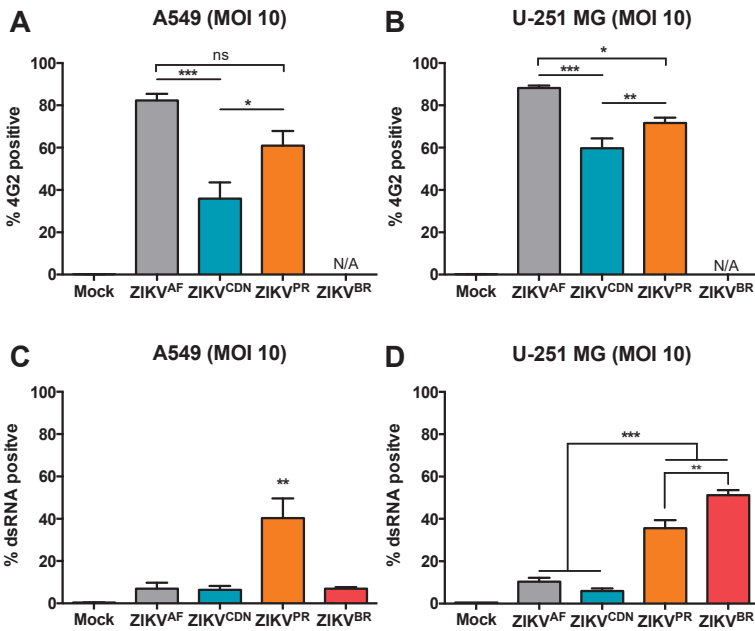 A
A549 (MOI 10)
% 4G2 positive
100
80
60
40
20
0
ns
***
*
N/A
Mock ZIKVAF ZIKVCDN ZIKVPR ZIKVBR
B
U-251 MG (MOI 10)
% 4G2 positive
100
80
60
40
20
0
*
***
**
N/A
Mock ZIKVAF ZIKVCDN ZIKVPR ZIKVBR
C
A549 (MOI 10)
% dsRNA positve
100
80
60
40
20
0
**
Mock ZIKVAF ZIKVCDN ZIKVPR ZIKVBR
D
U-251 MG (MOI 10)
% dsRNA positve
100
80
60
40
20
0
***
**
Mock ZIKVAF ZIKVCDN ZIKVPR ZIKVBR